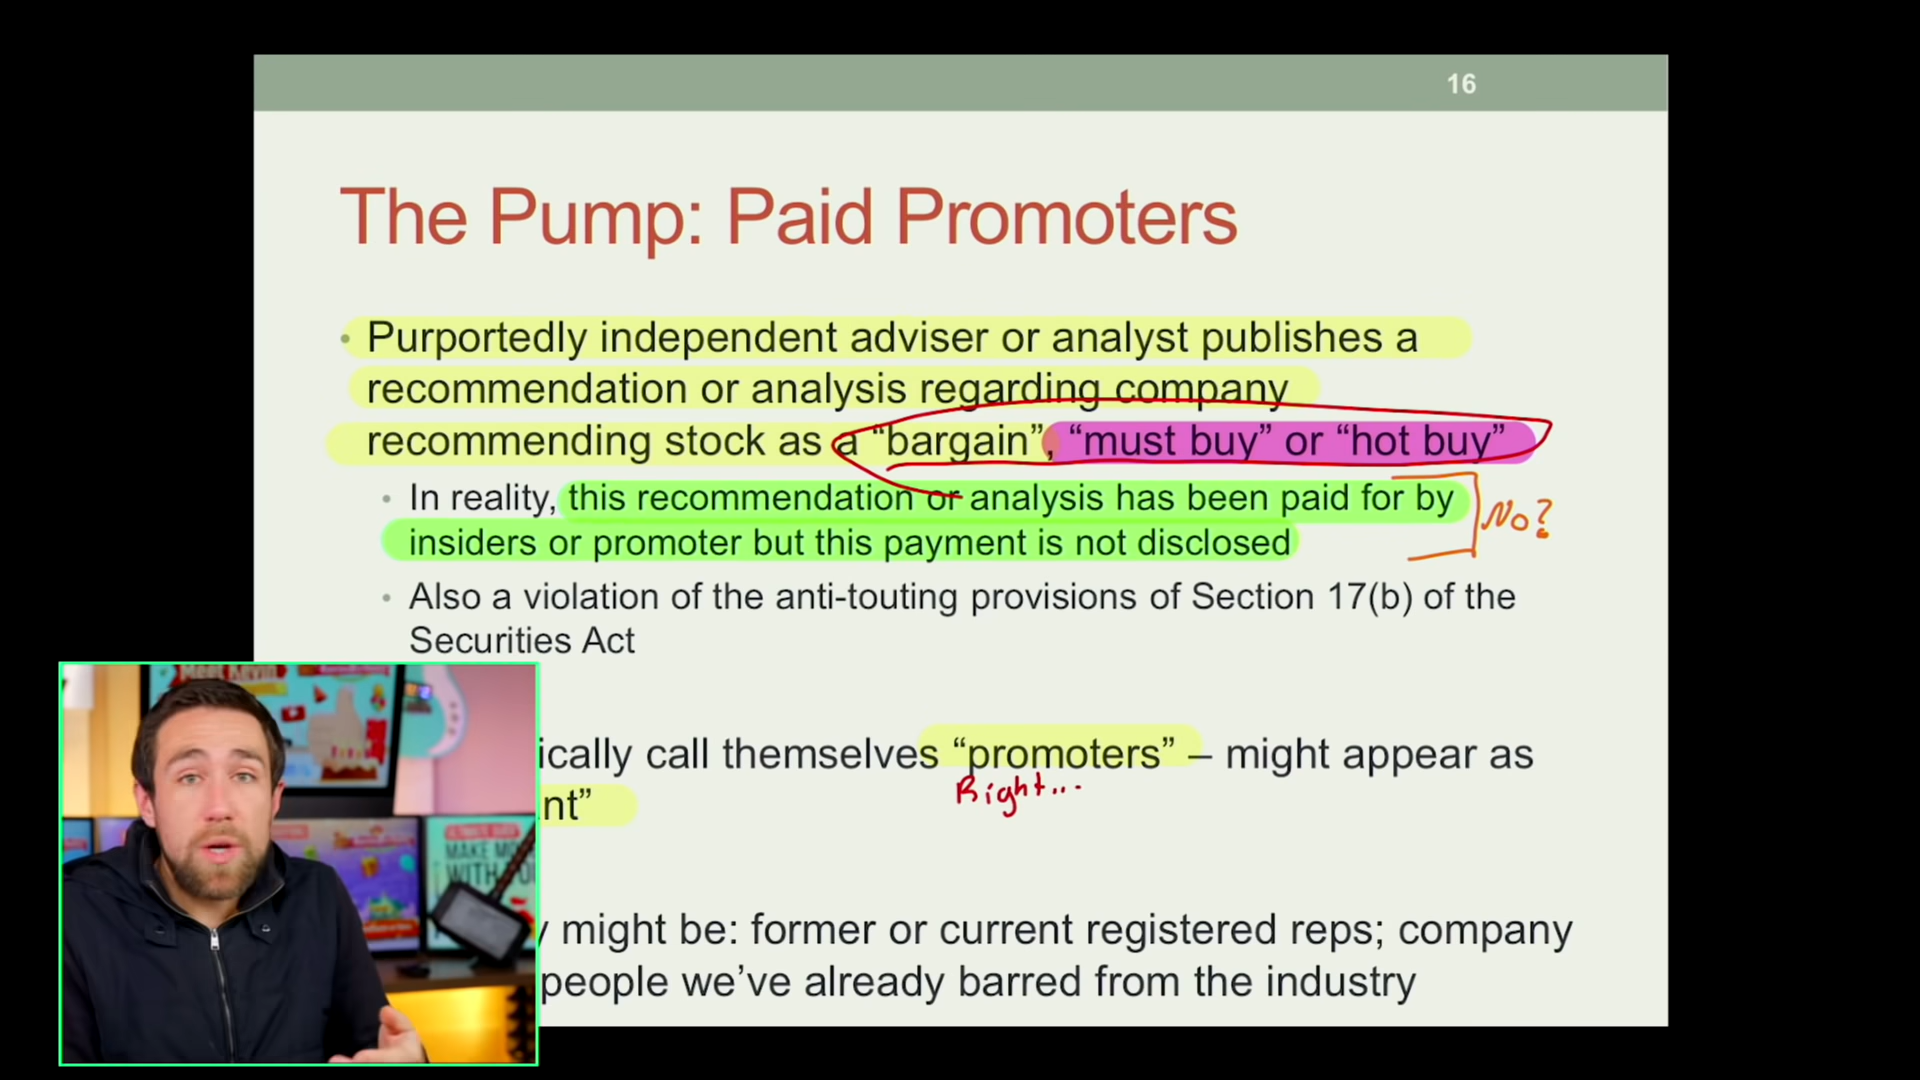 16
The Pump: Paid Promoters
• Purportedly independent adviser or analyst publishes a
recommendation or analysis regarding company
recommending stock as a “bargain”, “must buy” or “hot buy”
• In reality, this recommendation or analysis has been paid for by
insiders or promoter but this payment is not disclosed
No?
• Also a violation of the anti-touting provisions of Section 17(b) of the
Securities Act
ically call themselves “promoters” – might appear as
Right...
nt”
y might be: former or current registered reps; company
people we’ve already barred from the industry
Meet Kevin
MAKE
WITH